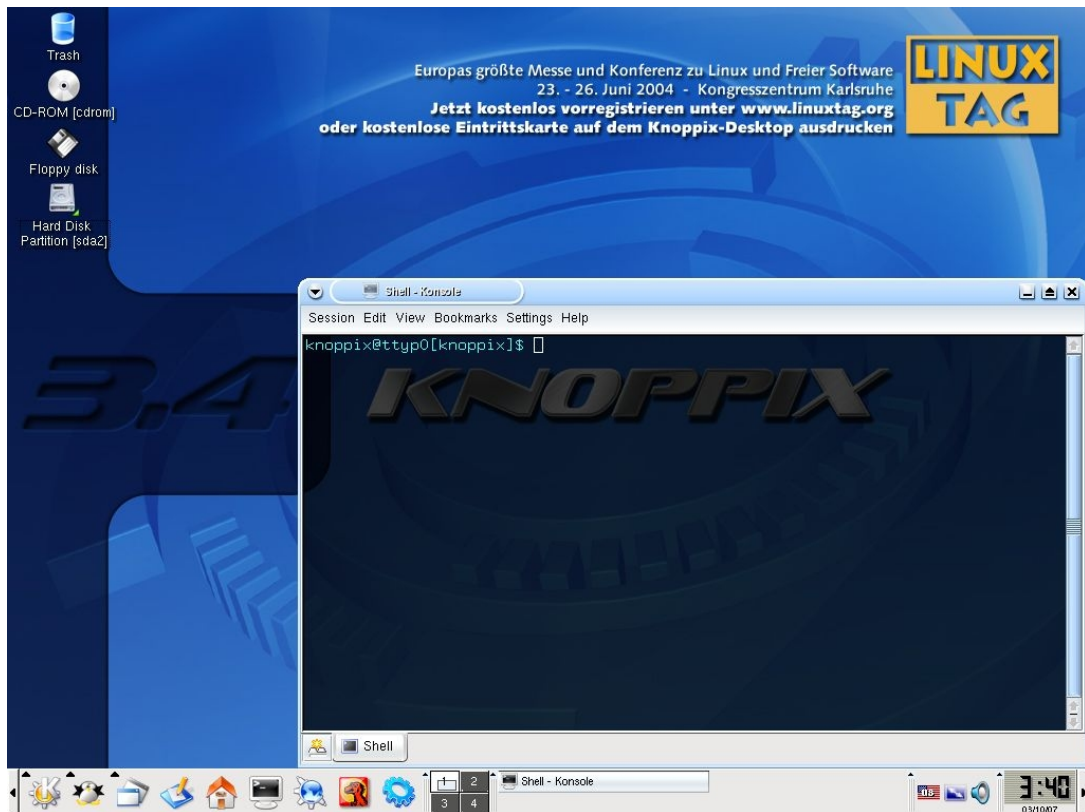 Trash
CD-ROM [cdrom]
Floppy disk
Hard Disk
Partition [sda2]
Europas größte Messe und Konferenz zu Linux und Freier Software
23. - 26. Juni 2004 - Kongresszentrum Karlsruhe
Jetzt kostenlos vorregistrieren unter www.linuxtag.org
oder kostenlose Eintrittskarte auf dem Knoppix-Desktop ausdrucken
LINUX
TAG
3.4
Shell - Konsole
Session Edit View Bookmarks Settings Help
knoppix@ttyp0[knoppix]$
KNOPPIX
Shell
1 2
3 4
Shell - Konsole
us
3:40
03/10/07